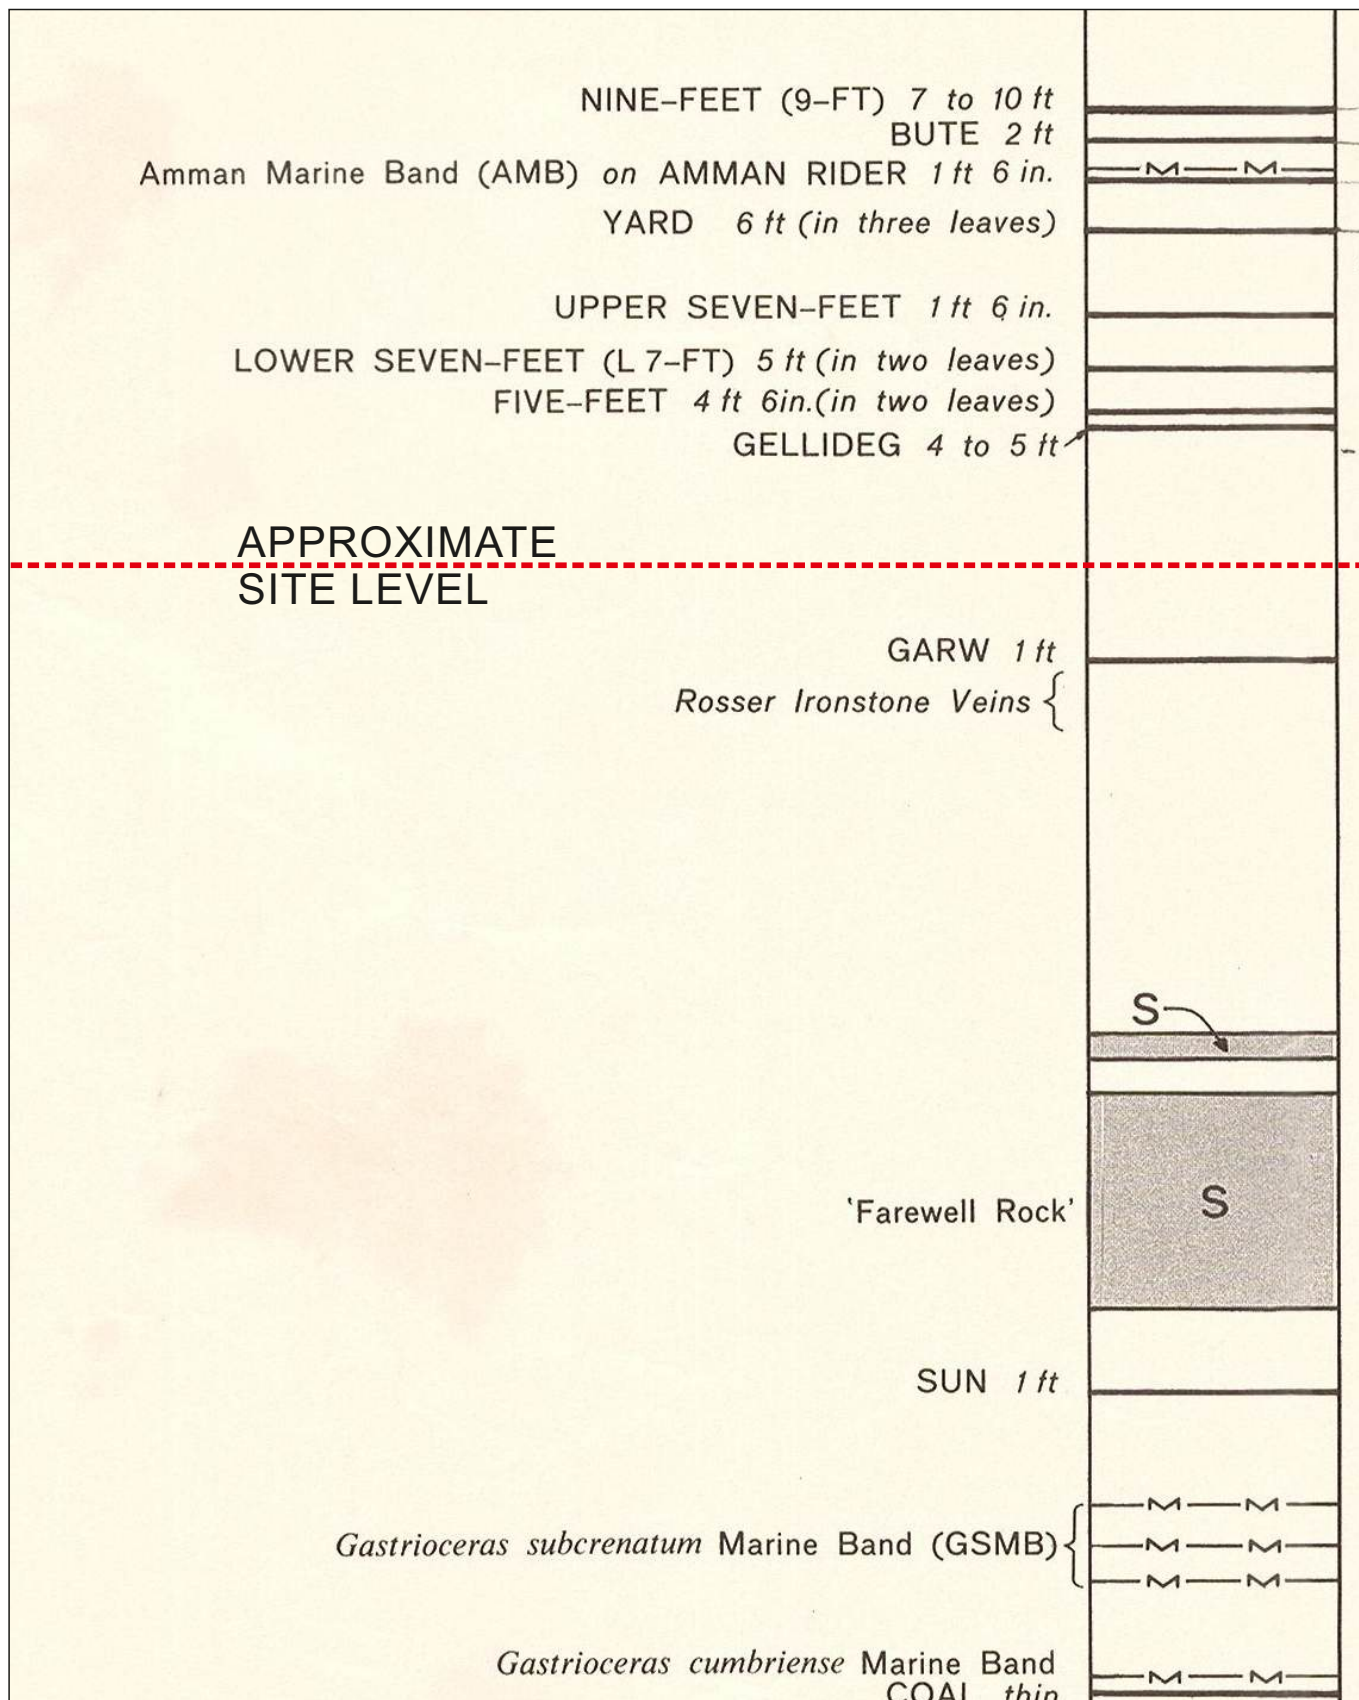 NINE–FEET (9–FT) 7 to 10 ft
BUTE 2 ft
Amman Marine Band (AMB) on AMMAN RIDER 1 ft 6 in.
M M
YARD 6 ft (in three leaves)
UPPER SEVEN–FEET 1 ft 6 in.
LOWER SEVEN–FEET (L 7–FT) 5 ft (in two leaves)
FIVE–FEET 4 ft 6in.(in two leaves)
GELLIDEG 4 to 5 ft
APPROXIMATE
SITE LEVEL
GARW 1 ft
Rosser Ironstone Veins
S
'Farewell Rock'
S
SUN 1 ft
M M
Gastrioceras subcrenatum Marine Band (GSMB)
M M
M M
Gastrioceras cumbriense Marine Band
M M
COAL thin